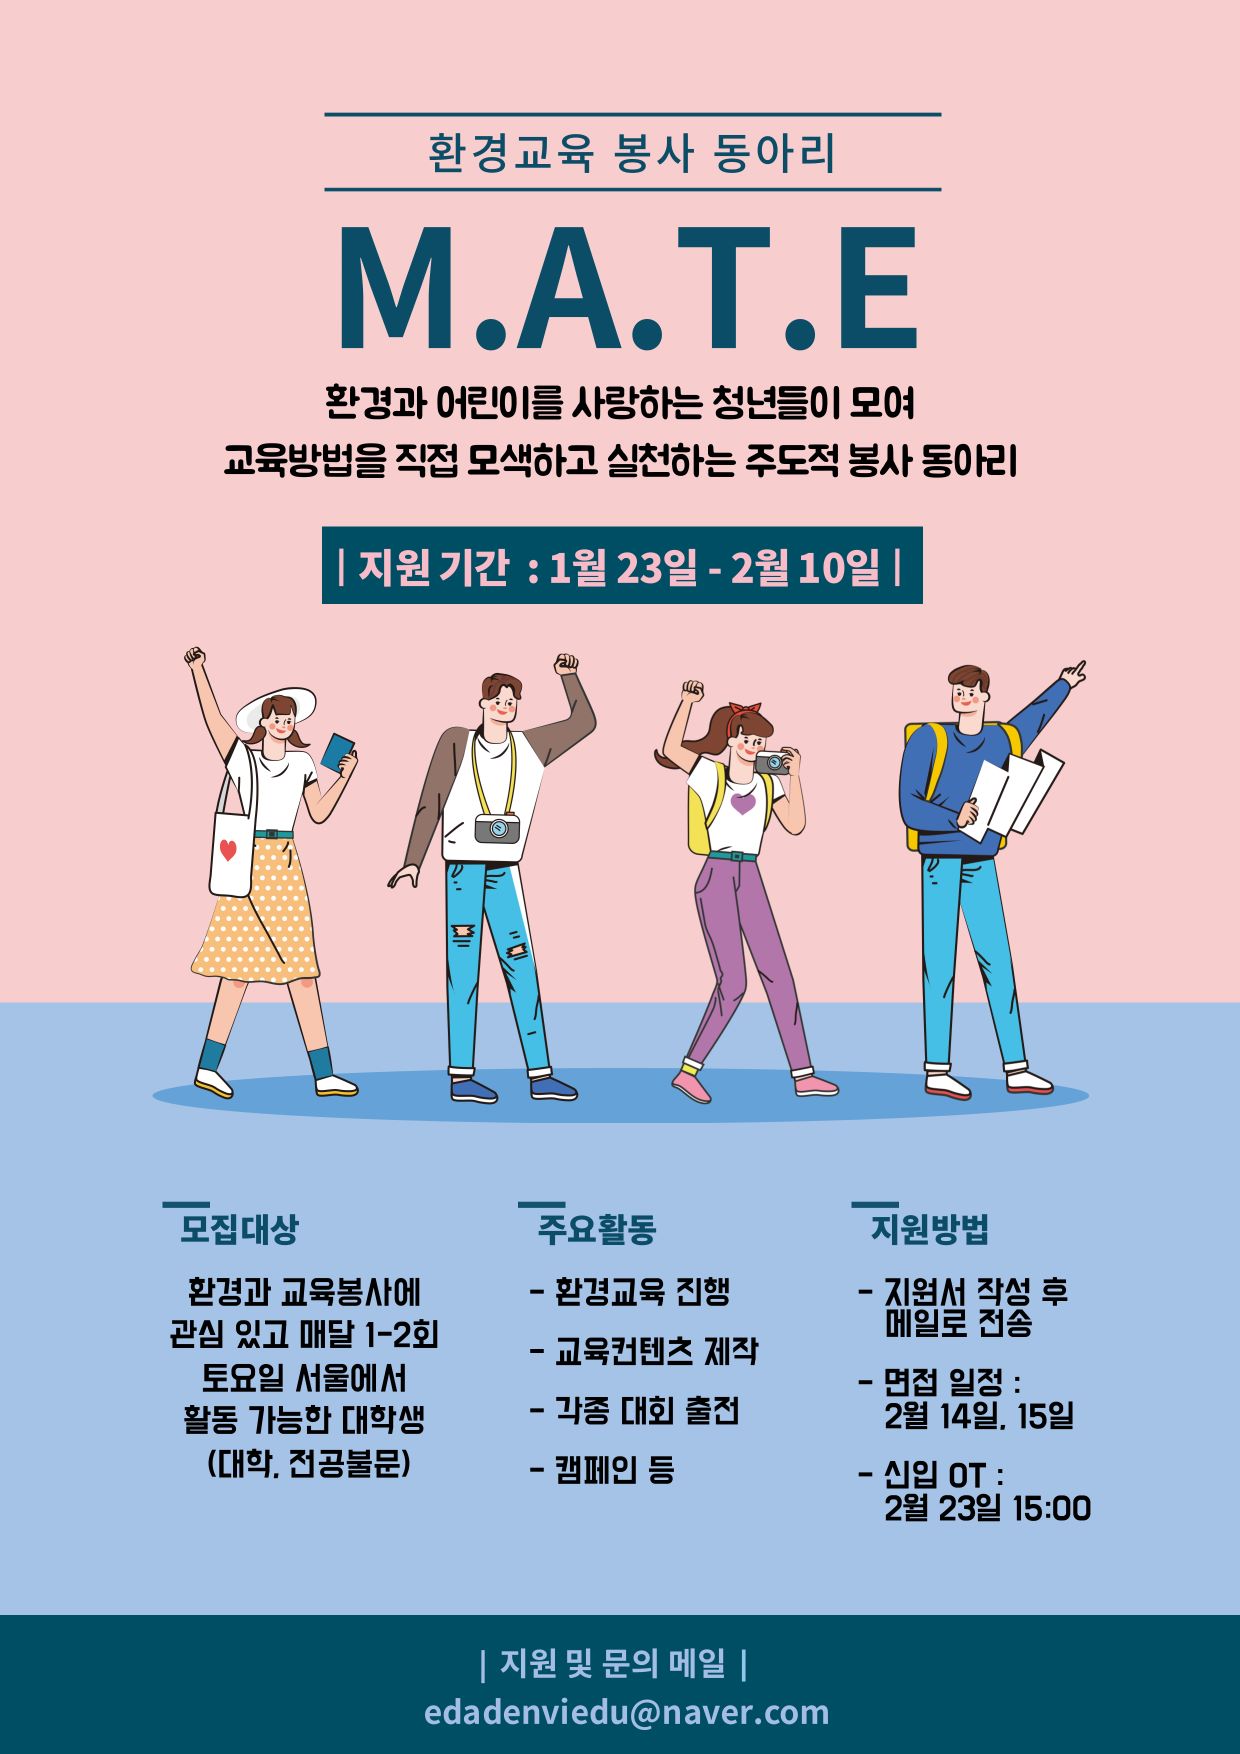 환경교육 봉사 동아리
M.A.T.E
환경과 어린이를 사랑하는 청년들이 모여
교육방법을 직접 모색하고 실천하는 주도적 봉사 동아리
| 지원 기간 : 1월 23일 - 2월 10일 |
모집대상
환경과 교육봉사에
관심 있고 매달 1-2회
토요일 서울에서
활동 가능한 대학생
(대학, 전공불문)
주요활동
- 환경교육 진행
- 교육컨텐츠 제작
- 각종 대회 출전
- 캠페인 등
지원방법
- 지원서 작성 후
메일로 전송
- 면접 일정 :
2월 14일, 15일
- 신입 OT :
2월 23일 15:00
| 지원 및 문의 메일 |
edadenviedu@naver.com